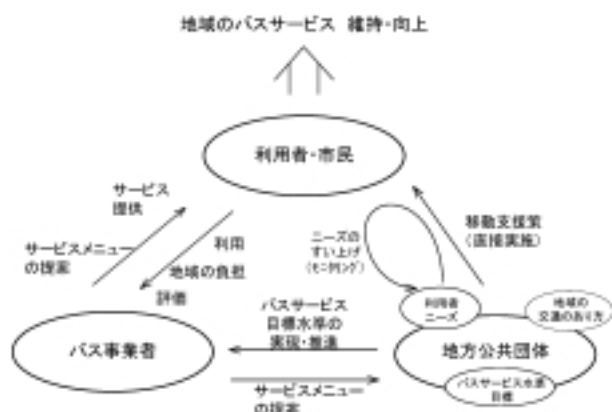 地域のバスサービス 維持・向上
利用者・市民
サービス
提供
サービスメニュー
の提案
利用
地域の負担
評価
ニーズの
すい上げ
(モニタリング)
移動支援策
(直接実施)
バスサービス
目標水準の
実現・推進
利用者
ニーズ
地域の
交通のあり方
バス事業者
地方公共団体
バスサービス水準
目標
サービスメニュー
の提案